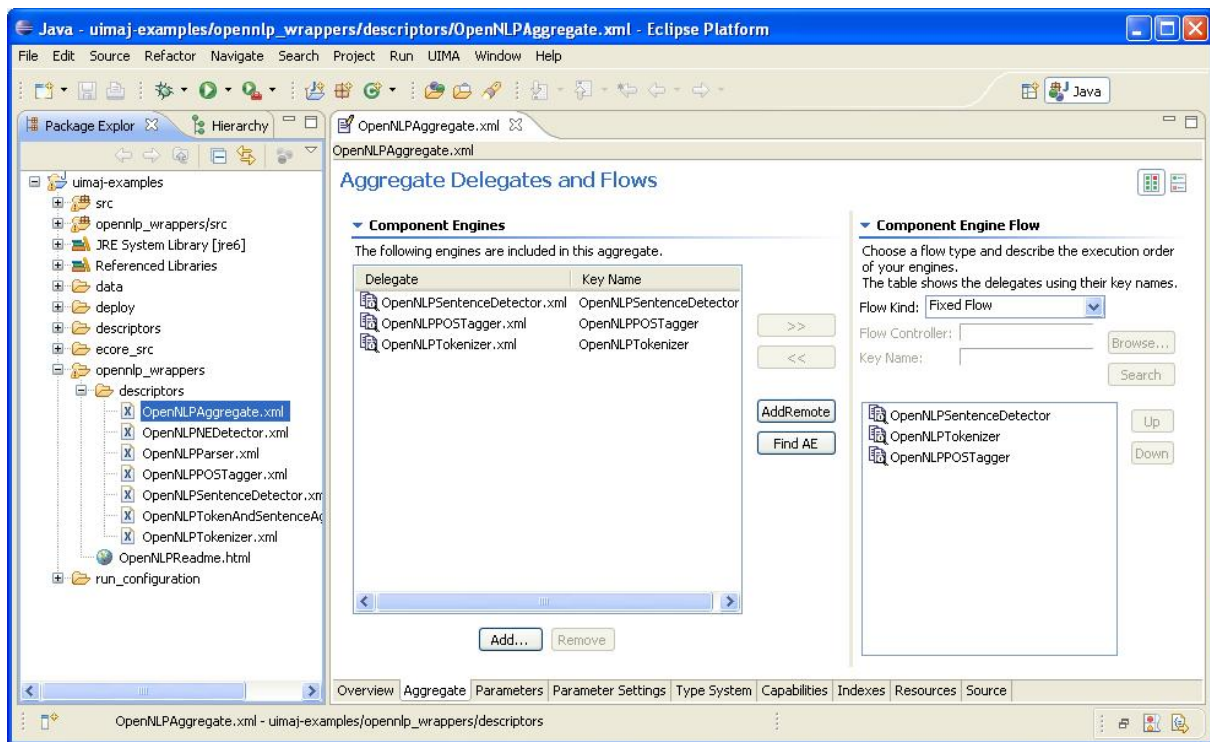 Java - uimaj-examples/opennlp_wrappers/descriptors/OpenNLPAggregate.xml - Eclipse Platform
File Edit Source Refactor Navigate Search Project Run UIMA Window Help
Java
Package Explor Hierarchy
uimaj-examples
src
opennlp_wrappers/src
JRE System Library [jre6]
Referenced Libraries
data
deploy
descriptors
ecore_src
opennlp_wrappers
descriptors
OpenNLPAggregate.xml
OpenNLPNEDetector.xml
OpenNLPParser.xml
OpenNLPPOSTagger.xml
OpenNLPSentenceDetector.xm
OpenNLPTokenAndSentenceAg
OpenNLPTokenizer.xml
OpenNLPReadme.html
run_configuration
OpenNLPAggregate.xml
OpenNLPAggregate.xml
Aggregate Delegates and Flows
Component Engines
The following engines are included in this aggregate.
Delegate Key Name
OpenNLPSentenceDetector.xml OpenNLPSentenceDetector
OpenNLPPOSTagger.xml OpenNLPPOSTagger
OpenNLPTokenizer.xml OpenNLPTokenizer
>>
<<
AddRemote
Find AE
Add... Remove
Component Engine Flow
Choose a flow type and describe the execution order
of your engines.
The table shows the delegates using their key names.
Flow Kind: Fixed Flow
Flow Controller:
Browse...
Key Name:
Search
OpenNLPSentenceDetector
OpenNLPTokenizer
OpenNLPPOSTagger
Up
Down
Overview Aggregate Parameters Parameter Settings Type System Capabilities Indexes Resources Source
OpenNLPAggregate.xml - uimaj-examples/opennlp_wrappers/descriptors